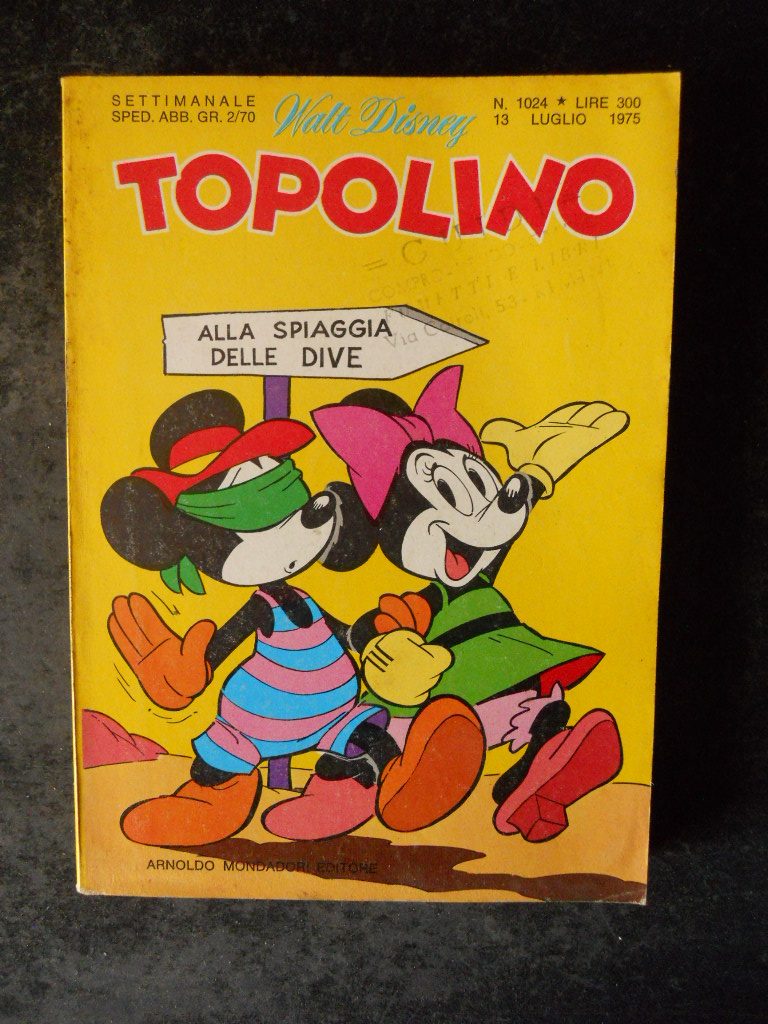 SETTIMANALE
SPED. ABB. GR. 2/70
Walt Disney
N. 1024 ★ LIRE 300
13 LUGLIO 1975
TOPOLINO
ALLA SPIAGGIA
DELLE DIVE
ARNOLDO MONDADORI EDITORE